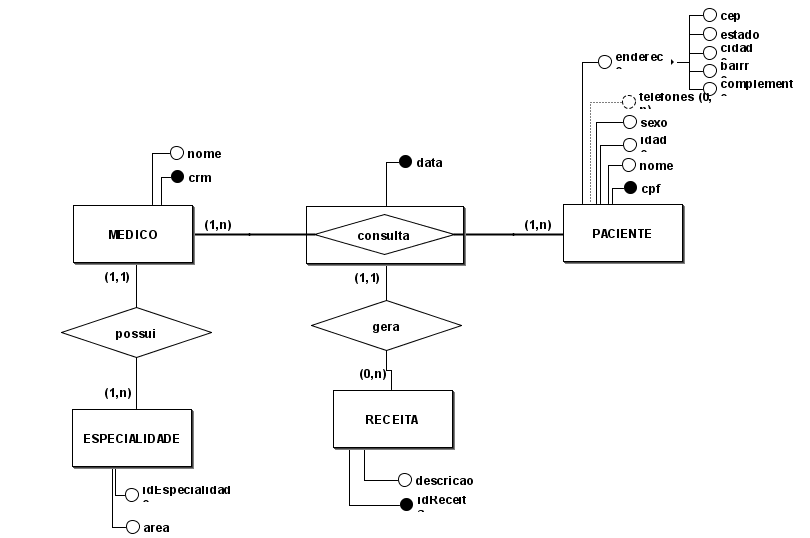 cep
estado
cidad
bairr
complement
enderec
telefones (0,
n)
sexo
idad
nome
cpf
nome
crm
data
MEDICO
(1,n)
consulta
(1,n)
PACIENTE
(1,1)
(1,1)
possui
gera
(1,n)
(0,n)
ESPECIALIDADE
RECEITA
idEspecialidad
area
descricao
idReceit